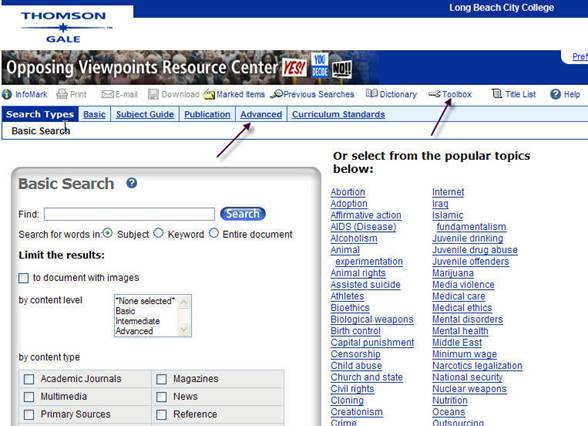 Long Beach City College
THOMSON
GALE
Opposing Viewpoints Resource Center YES! YOU DECIDE NO!
Pref
InfoMark Print E-mail Download Marked Items Previous Searches Dictionary Toolbox Title List Help
Search Types Basic Subject Guide Publication Advanced Curriculum Standards
Basic Search
Basic Search
Find: Search
Search for words in: Subject Keyword Entire document
Limit the results:
to document with images
by content level
*None selected*
Basic
Intermediate
Advanced
by content type
Academic Journals Magazines
Multimedia News
Primary Sources Reference
Or select from the popular topics
below:
Abortion
Adoption
Affirmative action
AIDS (Disease)
Alcoholism
Animal
experimentation
Animal rights
Assisted suicide
Athletes
Bioethics
Biological weapons
Birth control
Capital punishment
Censorship
Child abuse
Church and state
Civil rights
Cloning
Creationism
Crime
Internet
Iraq
Islamic
fundamentalism
Juvenile drinking
Juvenile drug abuse
Juvenile offenders
Marijuana
Media violence
Medical care
Medical ethics
Mental disorders
Mental health
Middle East
Minimum wage
Narcotics legalization
National security
Nuclear weapons
Nutrition
Oceans
Outsourcing